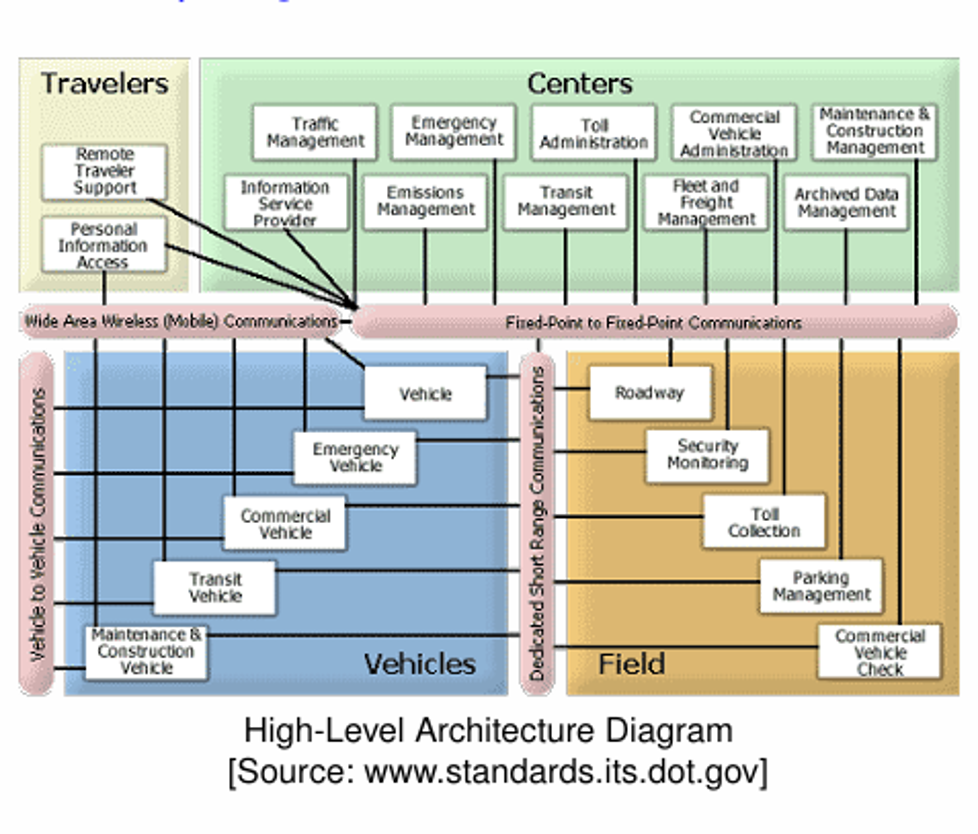 Travelers
Centers
Remote
Traveler
Support
Personal
Information
Access
Traffic
Management
Emergency
Management
Toll
Administration
Commercial
Vehicle
Administration
Maintenance &
Construction
Management
Information
Service
Provider
Emissions
Management
Transit
Management
Fleet and
Freight
Management
Archived Data
Management
Wide Area Wireless (Mobile) Communications
Fixed-Point to Fixed-Point Communications
Vehicle to Vehicle Communications
Vehicle
Emergency
Vehicle
Commercial
Vehicle
Transit
Vehicle
Maintenance &
Construction
Vehicle
Vehicles
Dedicated Short Range Communications
Roadway
Security
Monitoring
Toll
Collection
Parking
Management
Commercial
Vehicle
Check
Field
High-Level Architecture Diagram
[Source: www.standards.its.dot.gov]